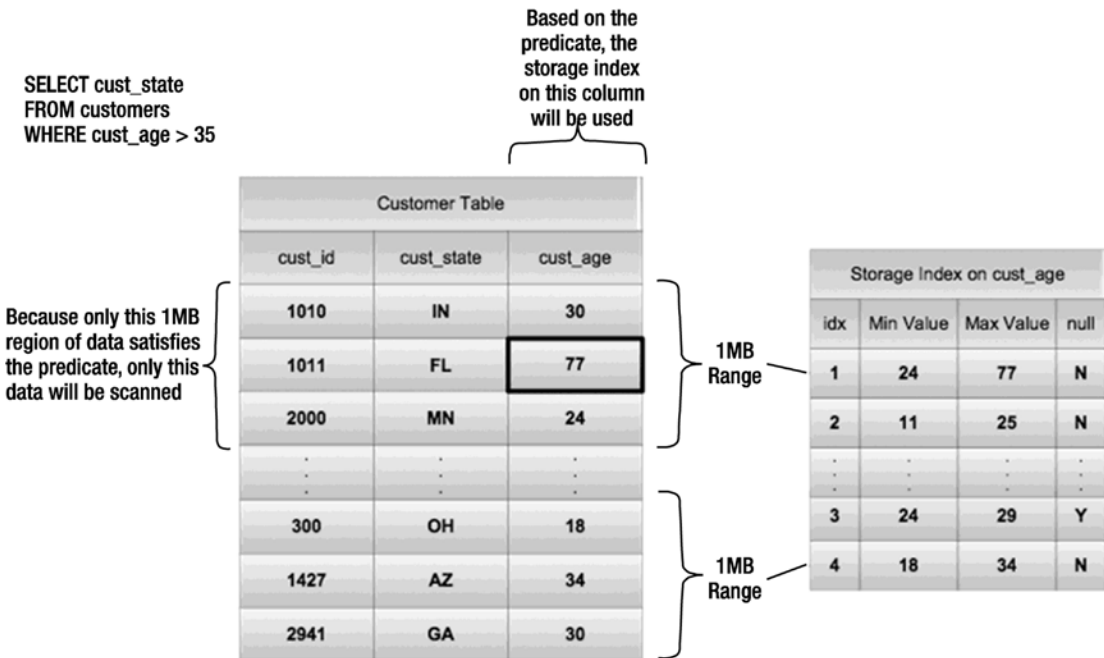 Based on the
predicate, the
storage index
on this column
will be used
SELECT cust_state
FROM customers
WHERE cust_age > 35
Customer Table
cust_id cust_state cust_age
1010 IN 30
1011 FL 77
2000 MN 24
. . .
. . .
. . .
300 OH 18
1427 AZ 34
2941 GA 30
Because only this 1MB
region of data satisfies
the predicate, only this
data will be scanned
1MB
Range
1MB
Range
Storage Index on cust_age
idx Min Value Max Value null
1 24 77 N
2 11 25 N
. . . .
. . . .
. . . .
3 24 29 Y
4 18 34 N